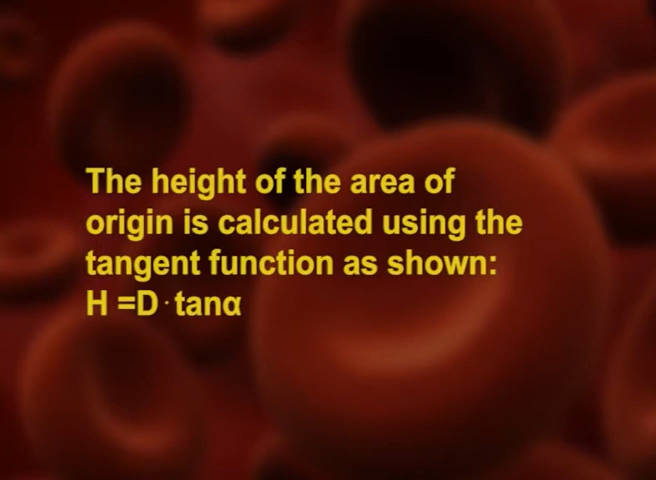 The height of the area of
origin is calculated using the
tangent function as shown:
H =D · tanα